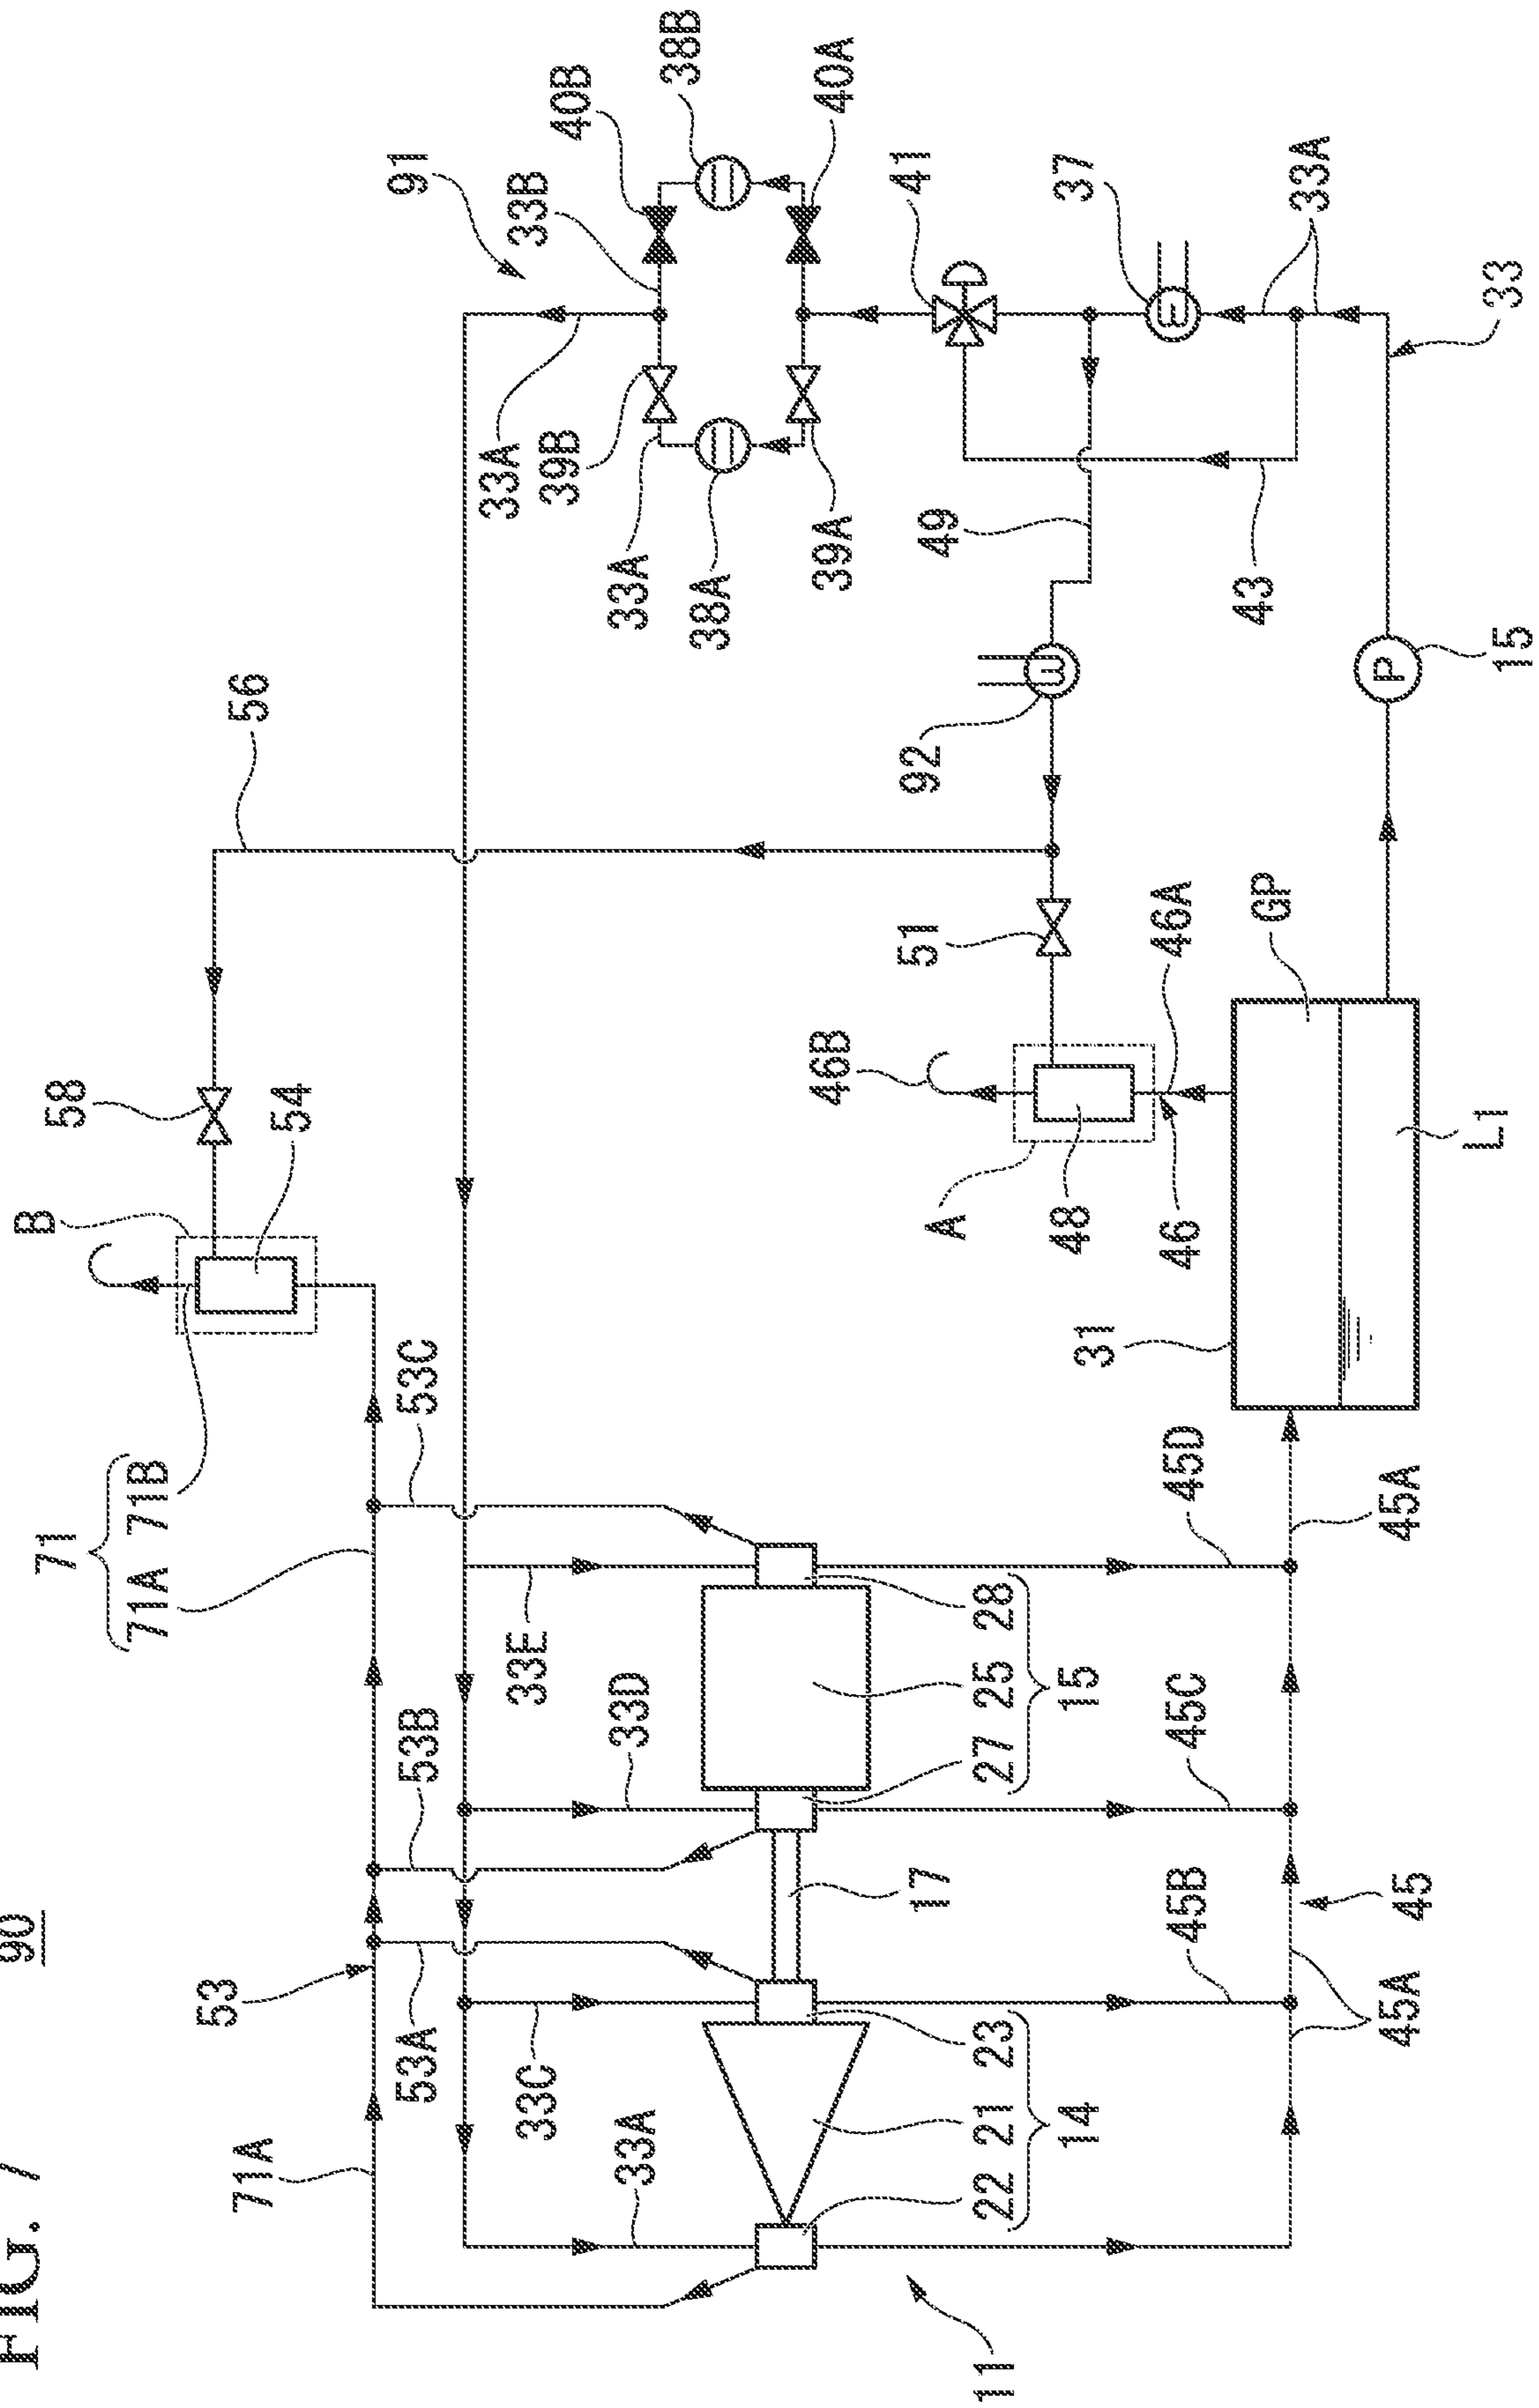 FIG. 7
90
B
71
58
71A 71B
53
71A
54
56
91
53A
53B
53C
33A
33B
33C
33E
39B
40B
33A
33D
33A
38A
38B
46B
39A
40A
17
51
92
49
41
A
11
22 21 23
27 25 28
14
15
48
31
37
45B
45C
45D
46
46A
43
GP
33A
45A
45
45A
L1
33
15